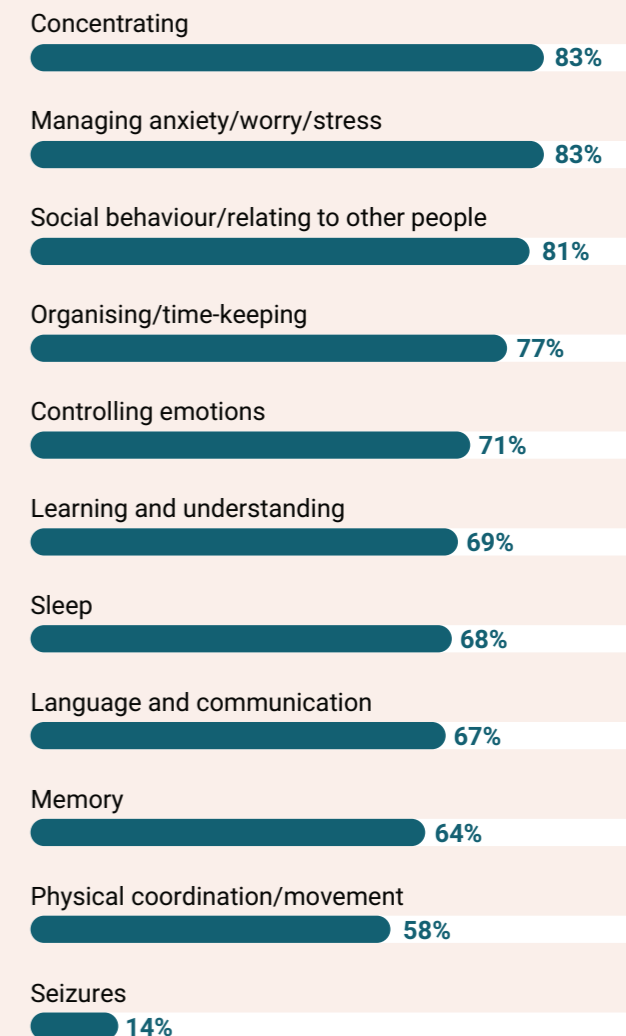 Concentrating
83%
Managing anxiety/worry/stress
83%
Social behaviour/relating to other people
81%
Organising/time-keeping
77%
Controlling emotions
71%
Learning and understanding
69%
Sleep
68%
Language and communication
67%
Memory
64%
Physical coordination/movement
58%
Seizures
14%